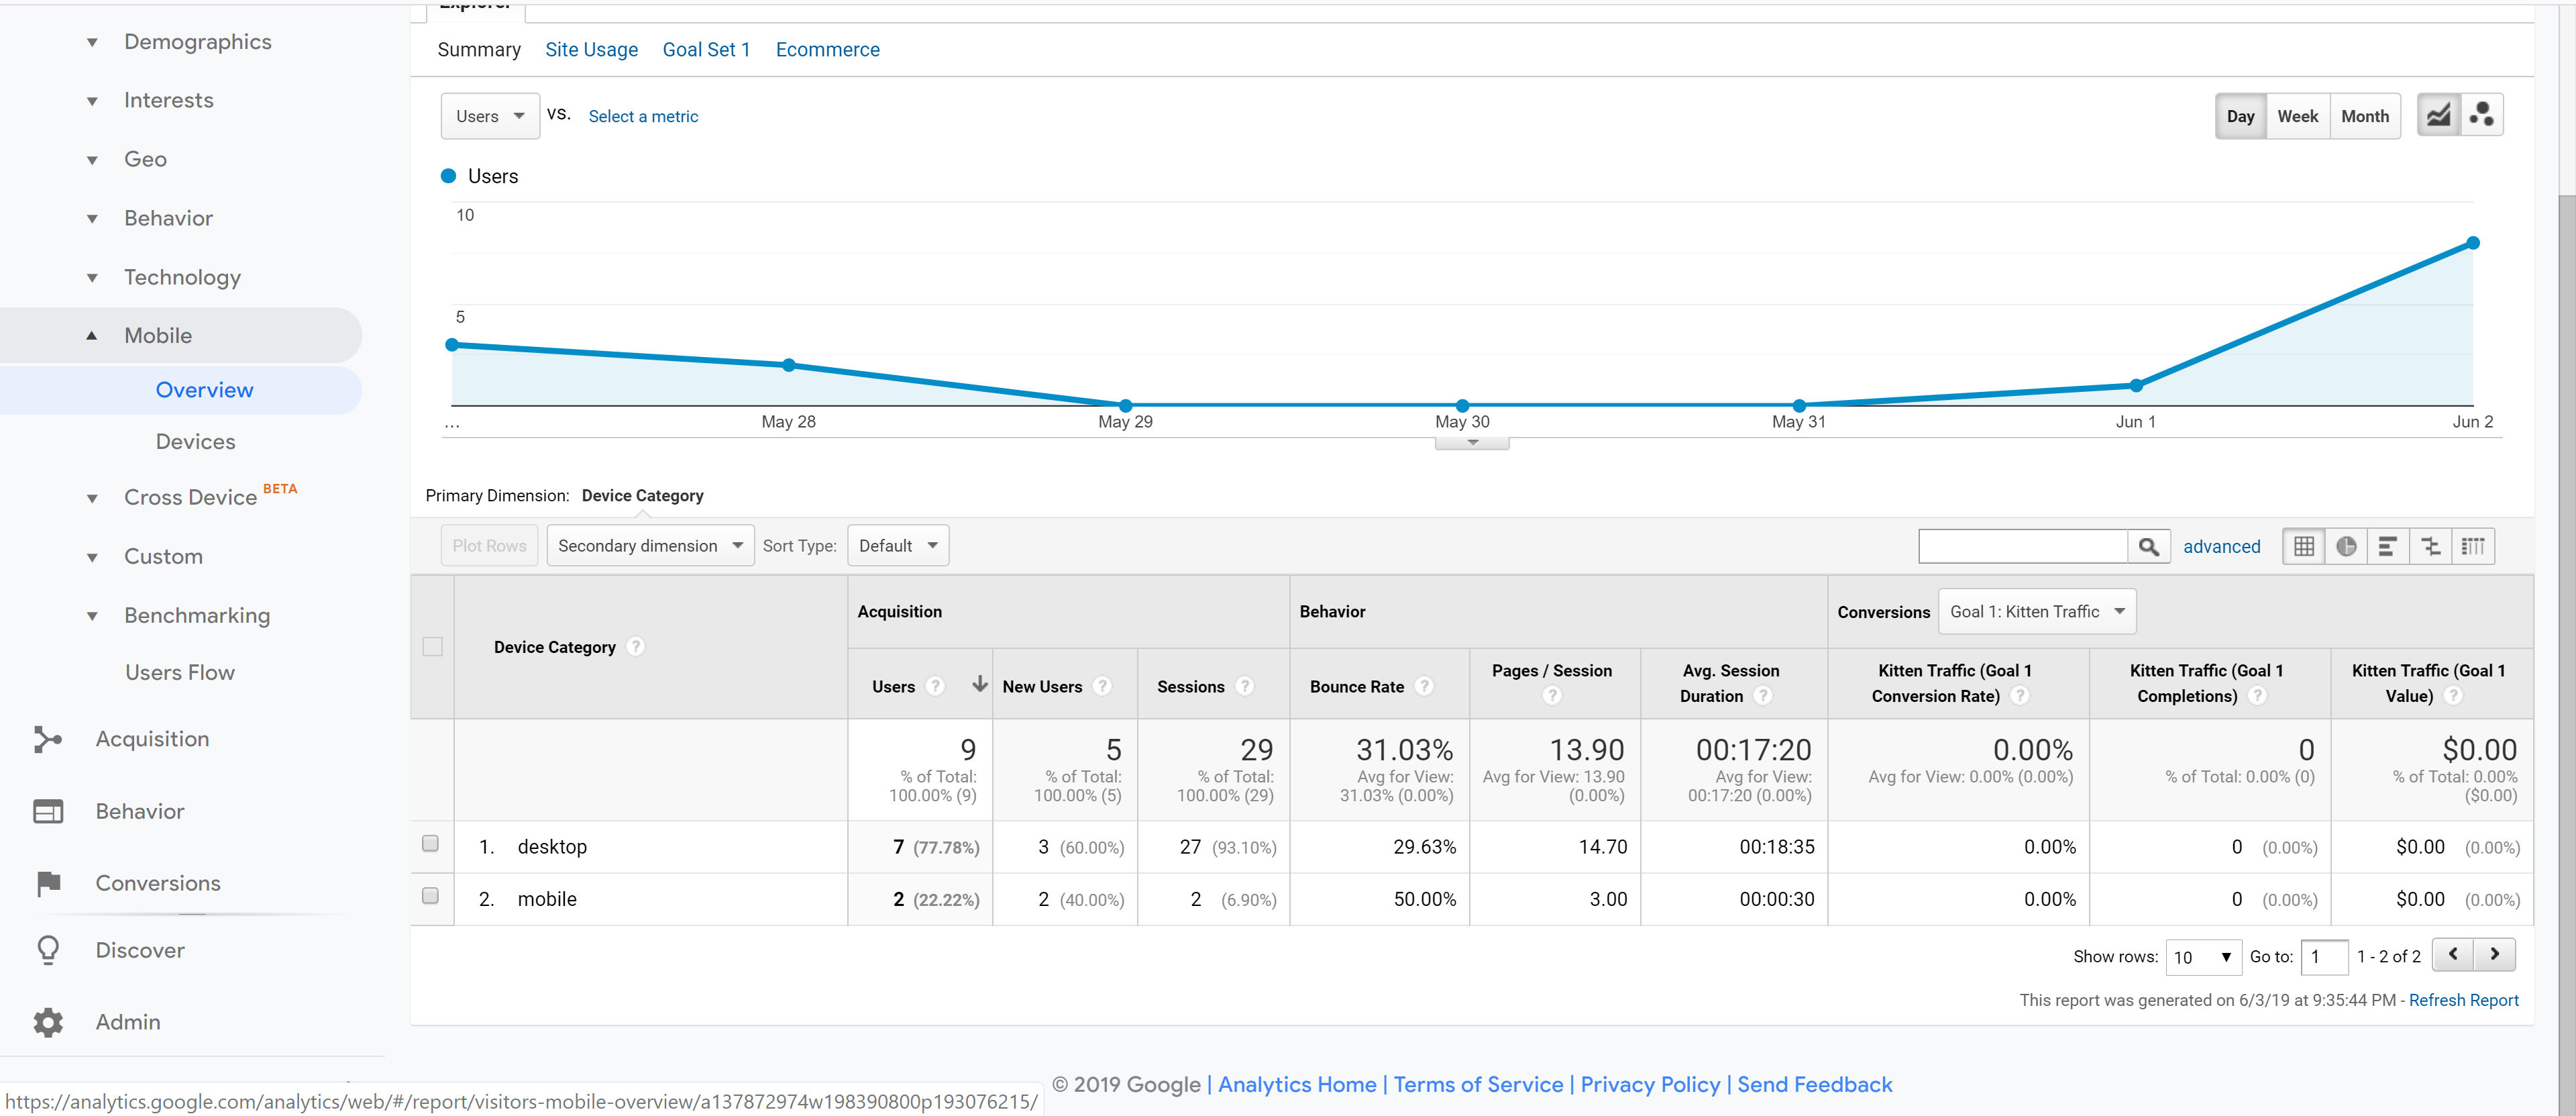 Explorer
Demographics
Interests
Geo
Behavior
Technology
Mobile
Overview
Devices
Cross Device BETA
Custom
Benchmarking
Users Flow
Acquisition
Behavior
Conversions
Discover
Admin
Summary Site Usage Goal Set 1 Ecommerce
Users VS. Select a metric
Day Week Month
Users
10
5
... May 28 May 29 May 30 May 31 Jun 1 Jun 2
Primary Dimension: Device Category
Plot Rows Secondary dimension Sort Type: Default advanced
Device Category ?
Acquisition Behavior Conversions Goal 1: Kitten Traffic
Users ? New Users ? Sessions ? Bounce Rate ? Pages / Session ? Avg. Session Duration ? Kitten Traffic (Goal 1 Conversion Rate) ? Kitten Traffic (Goal 1 Completions) ? Kitten Traffic (Goal 1 Value) ?
9 5 29 31.03% 13.90 00:17:20 0.00% 0 $0.00
% of Total: % of Total: % of Total: Avg for View: Avg for View: 13.90 Avg for View: Avg for View: 0.00% (0.00%) % of Total: 0.00% (0) % of Total: 0.00%
100.00% (9) 100.00% (5) 100.00% (29) 31.03% (0.00%) (0.00%) 00:17:20 (0.00%) ($0.00)
1. desktop 7 (77.78%) 3 (60.00%) 27 (93.10%) 29.63% 14.70 00:18:35 0.00% 0 (0.00%) $0.00 (0.00%)
2. mobile 2 (22.22%) 2 (40.00%) 2 (6.90%) 50.00% 3.00 00:00:30 0.00% 0 (0.00%) $0.00 (0.00%)
Show rows: 10 Go to: 1 1 - 2 of 2
This report was generated on 6/3/19 at 9:35:44 PM - Refresh Report
© 2019 Google | Analytics Home | Terms of Service | Privacy Policy | Send Feedback
https://analytics.google.com/analytics/web/#/report/visitors-mobile-overview/a137872974w198390800p193076215/